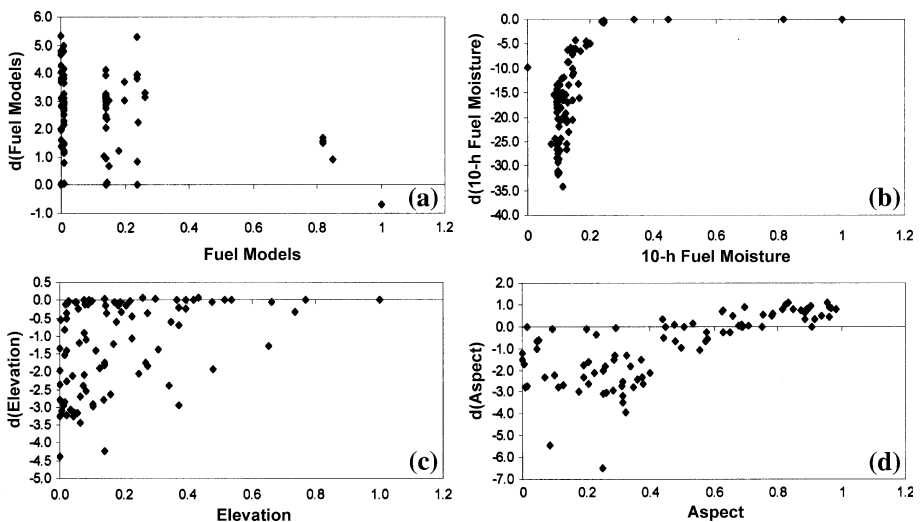 6.0
5.0
4.0
3.0
2.0
1.0
0.0
-1.0
d(Fuel Models)
0 0.2 0.4 0.6 0.8 1 1.2
Fuel Models
(a)
0.0
-5.0
-10.0
-15.0
-20.0
-25.0
-30.0
-35.0
-40.0
d(10-h Fuel Moisture)
0 0.2 0.4 0.6 0.8 1 1.2
10-h Fuel Moisture
(b)
0.5
0.0
-0.5
-1.0
-1.5
-2.0
-2.5
-3.0
-3.5
-4.0
-4.5
-5.0
d(Elevation)
0.0 0.2 0.4 0.6 0.8 1.0 1.2
Elevation
(c)
2.0
1.0
0.0
-1.0
-2.0
-3.0
-4.0
-5.0
-6.0
-7.0
d(Aspect)
0 0.2 0.4 0.6 0.8 1 1.2
Aspect
(d)